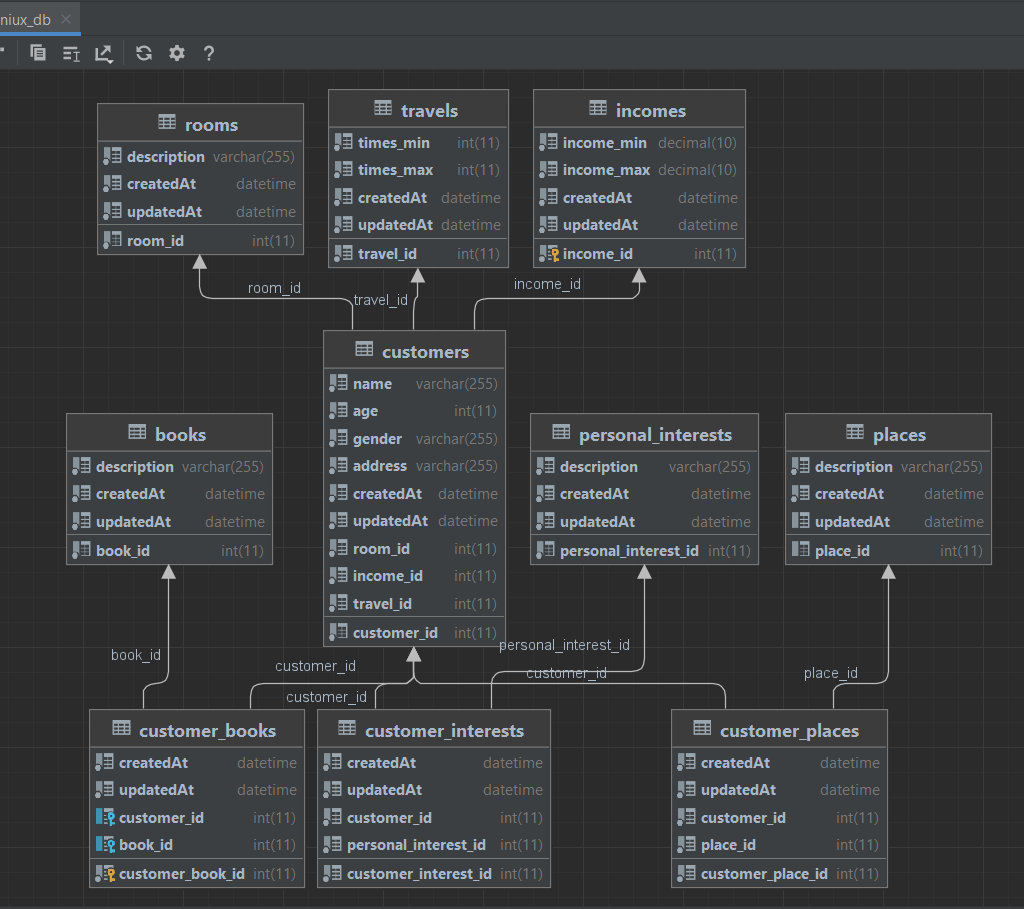 niux_db
?
rooms
description varchar(255)
createdAt datetime
updatedAt datetime
room_id int(11)
travels
times_min int(11)
times_max int(11)
createdAt datetime
updatedAt datetime
travel_id int(11)
incomes
income_min decimal(10)
income_max decimal(10)
createdAt datetime
updatedAt datetime
income_id int(11)
room_id
travel_id
income_id
customers
name varchar(255)
age int(11)
gender varchar(255)
address varchar(255)
createdAt datetime
updatedAt datetime
room_id int(11)
income_id int(11)
travel_id int(11)
customer_id int(11)
books
description varchar(255)
createdAt datetime
updatedAt datetime
book_id int(11)
personal_interests
description varchar(255)
createdAt datetime
updatedAt datetime
personal_interest_id int(11)
places
description varchar(255)
createdAt datetime
updatedAt datetime
place_id int(11)
book_id
customer_id
customer_id
personal_interest_id
customer_id
place_id
customer_books
createdAt datetime
updatedAt datetime
customer_id int(11)
book_id int(11)
customer_book_id int(11)
customer_interests
createdAt datetime
updatedAt datetime
customer_id int(11)
personal_interest_id int(11)
customer_interest_id int(11)
customer_places
createdAt datetime
updatedAt datetime
customer_id int(11)
place_id int(11)
customer_place_id int(11)